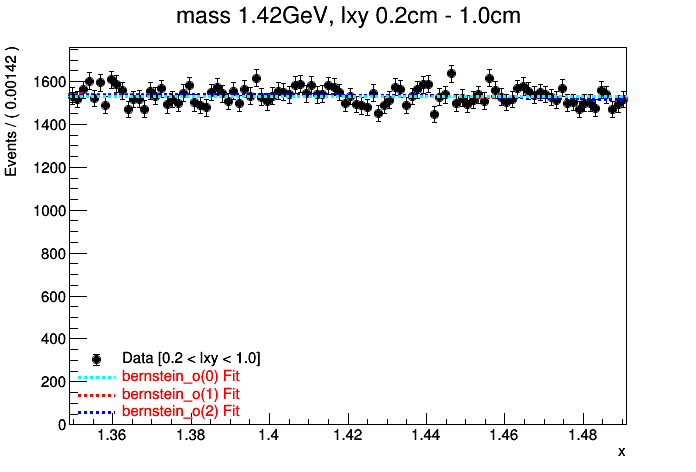 mass 1.42GeV, lxy 0.2cm - 1.0cm
Events / ( 0.00142 )
1600
1400
1200
1000
800
600
400
200
0
Data [0.2 < lxy < 1.0]
bernstein_o(0) Fit
bernstein_o(1) Fit
bernstein_o(2) Fit
1.36 1.38 1.4 1.42 1.44 1.46 1.48
x